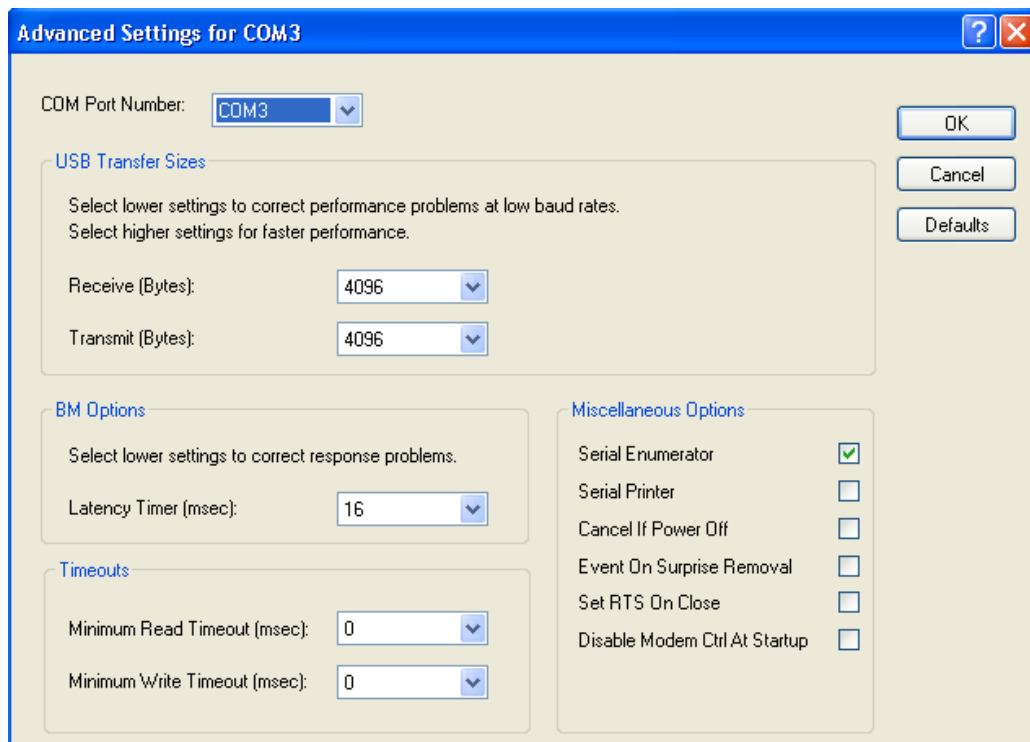 Advanced Settings for COM3
COM Port Number: COM3
OK
Cancel
Defaults
USB Transfer Sizes
Select lower settings to correct performance problems at low baud rates.
Select higher settings for faster performance.
Receive (Bytes): 4096
Transmit (Bytes): 4096
BM Options
Select lower settings to correct response problems.
Latency Timer (msec): 16
Timeouts
Minimum Read Timeout (msec): 0
Minimum Write Timeout (msec): 0
Miscellaneous Options
Serial Enumerator
Serial Printer
Cancel If Power Off
Event On Surprise Removal
Set RTS On Close
Disable Modem Ctrl At Startup